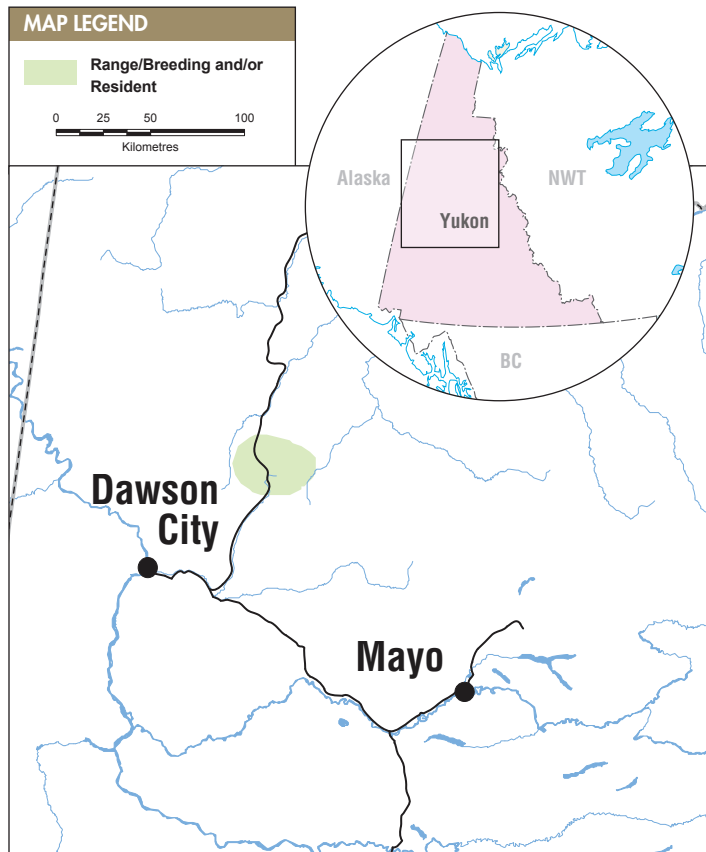 MAP LEGEND
Range/Breeding and/or
Resident
0 25 50 100
Kilometres
Alaska
NWT
Yukon
BC
Dawson
City
Mayo